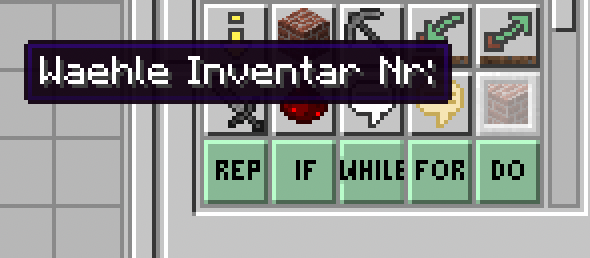 Waehle Inventar Nr:
REP IF WHILE FOR DO